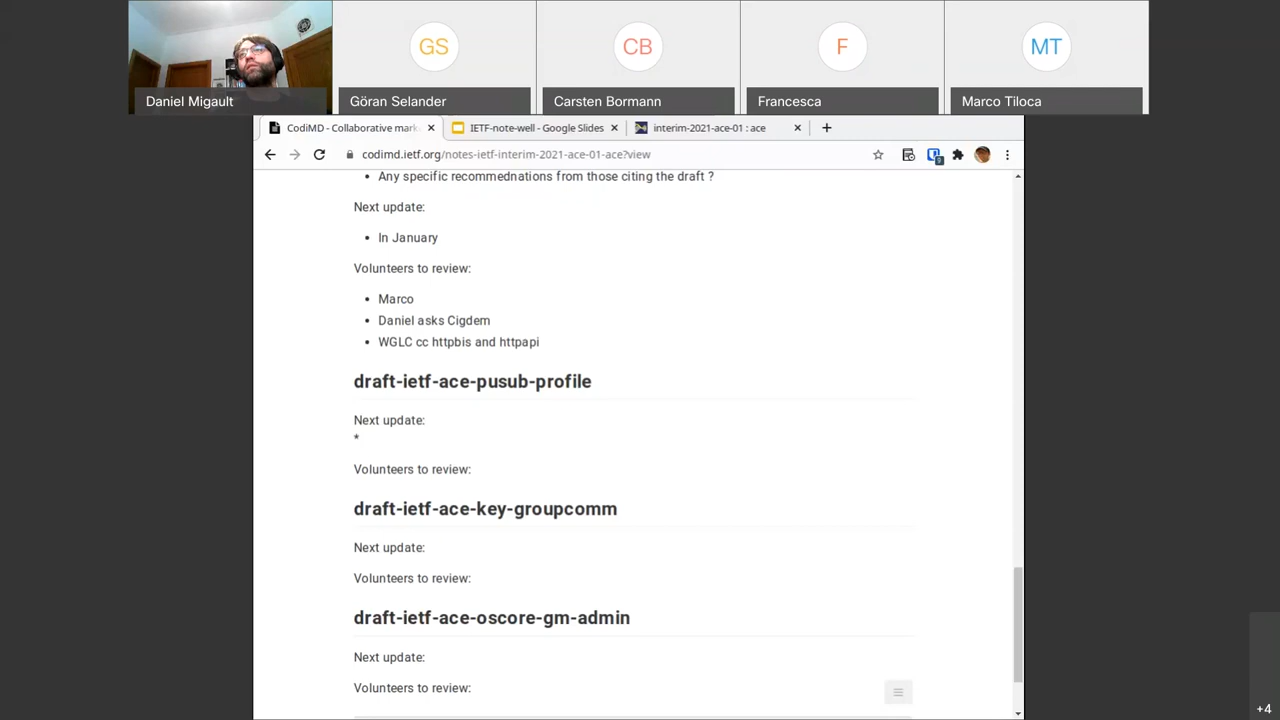 GS
CB
F
MT
Daniel Migault
Göran Selander
Carsten Bormann
Francesca
Marco Tiloca
CodiMD - Collaborative mark
IETF-note-well - Google Slides
interim-2021-ace-01 : ace
codimd.ietf.org/notes-ietf-interim-2021-ace-01-ace?view
9
Any specific recommednations from those citing the draft ?
Next update:
In January
Volunteers to review:
Marco
Daniel asks Cigdem
WGLC cc httpbis and httpapi
draft-ietf-ace-pusub-profile
Next update:
*
Volunteers to review:
draft-ietf-ace-key-groupcomm
Next update:
Volunteers to review:
draft-ietf-ace-oscore-gm-admin
Next update:
Volunteers to review:
+4